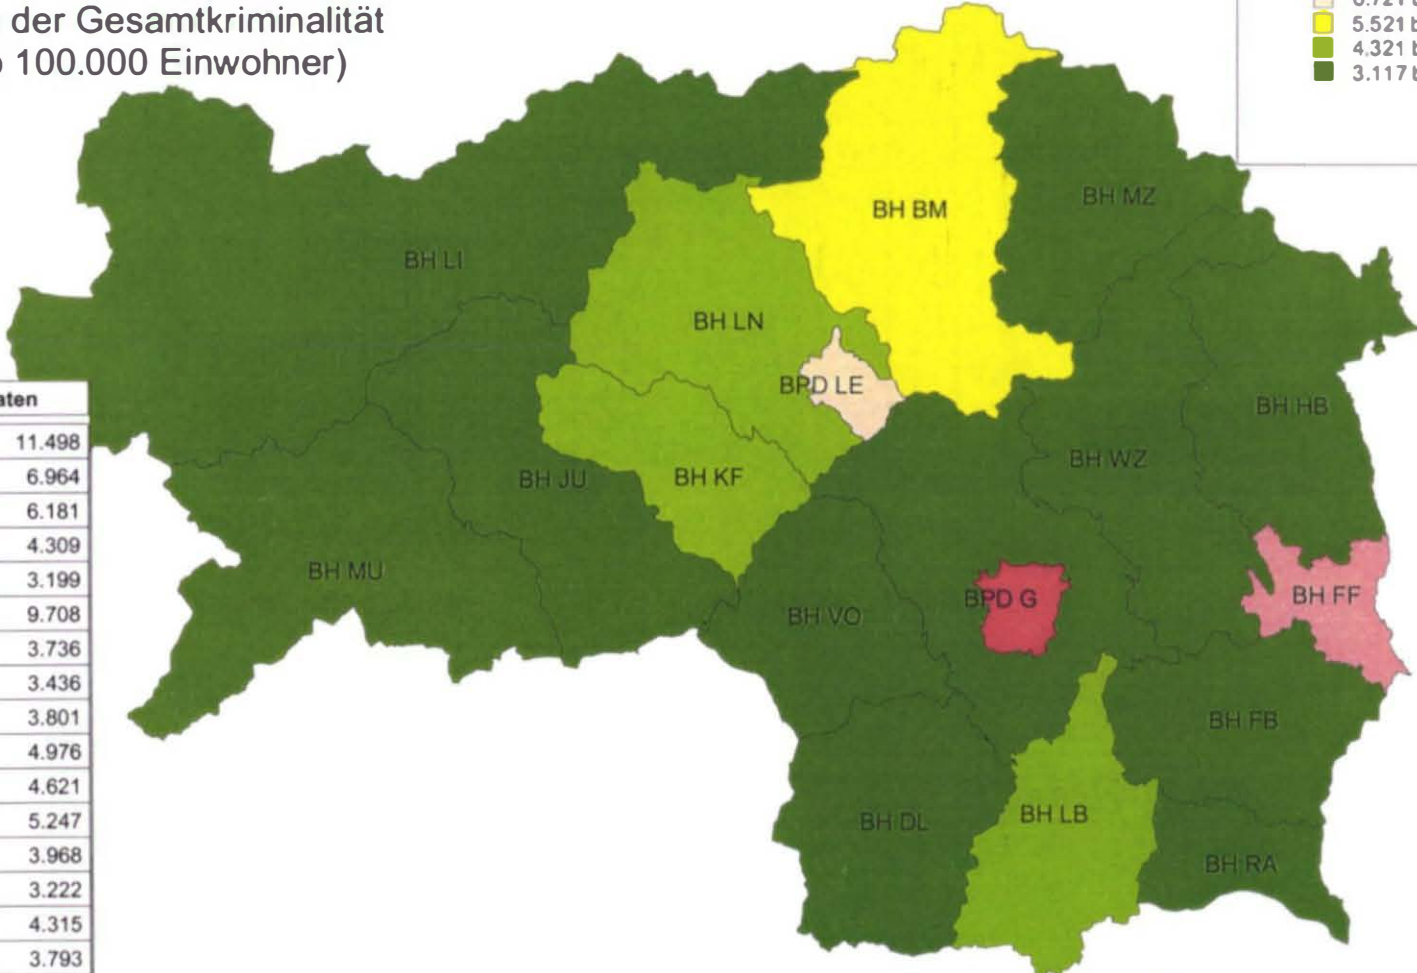 der Gesamtkriminalität
100.000 Einwohner)
5.521
4.321
3.117
BH BM
BH MZ
BH LI
BH LN
BPD LE
BH HB
BH WZ
BH JU
BH KF
BH MU
BH VO
BPD G
BH FF
BH FB
BH DL
BH LB
BH RA
11.498
6.964
6.181
4.309
3.199
9.708
3.736
3.436
3.801
4.976
4.621
5.247
3.968
3.222
4.315
3.793